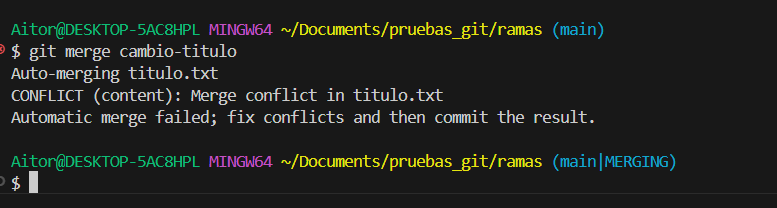 Aitor@DESKTOP-5AC8HPL MINGW64 ~/Documents/pruebas_git/ramas (main)
$ git merge cambio-titulo
Auto-merging titulo.txt
CONFLICT (content): Merge conflict in titulo.txt
Automatic merge failed; fix conflicts and then commit the result.
Aitor@DESKTOP-5AC8HPL MINGW64 ~/Documents/pruebas_git/ramas (main|MERGING)
$